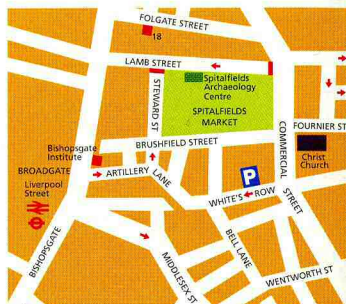 FOLGATE STREET
18
LAMB STREET
Spitalfields
Archaeology
Centre
SPITALFIELDS
MARKET
STEWARD ST
COMMERCIAL
STREET
FOURNIER ST
BRUSHFIELD STREET
Bishopsgate
Institute
Christ
Church
BROADGATE
ARTILLERY
LANE
Liverpool
Street
P
WHITE'S ROW
BISHOPSGATE
BELL LANE
MIDDLESEX ST
WENTWORTH ST